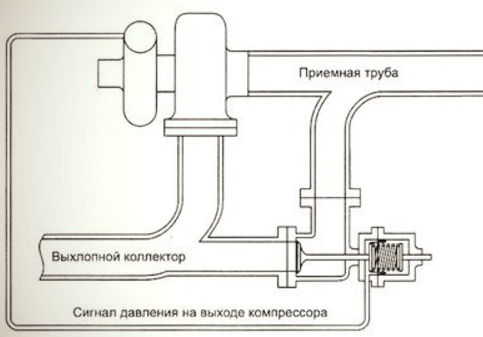 Приемная труба
Выхлопной коллектор
Сигнал давления на выходе компрессора